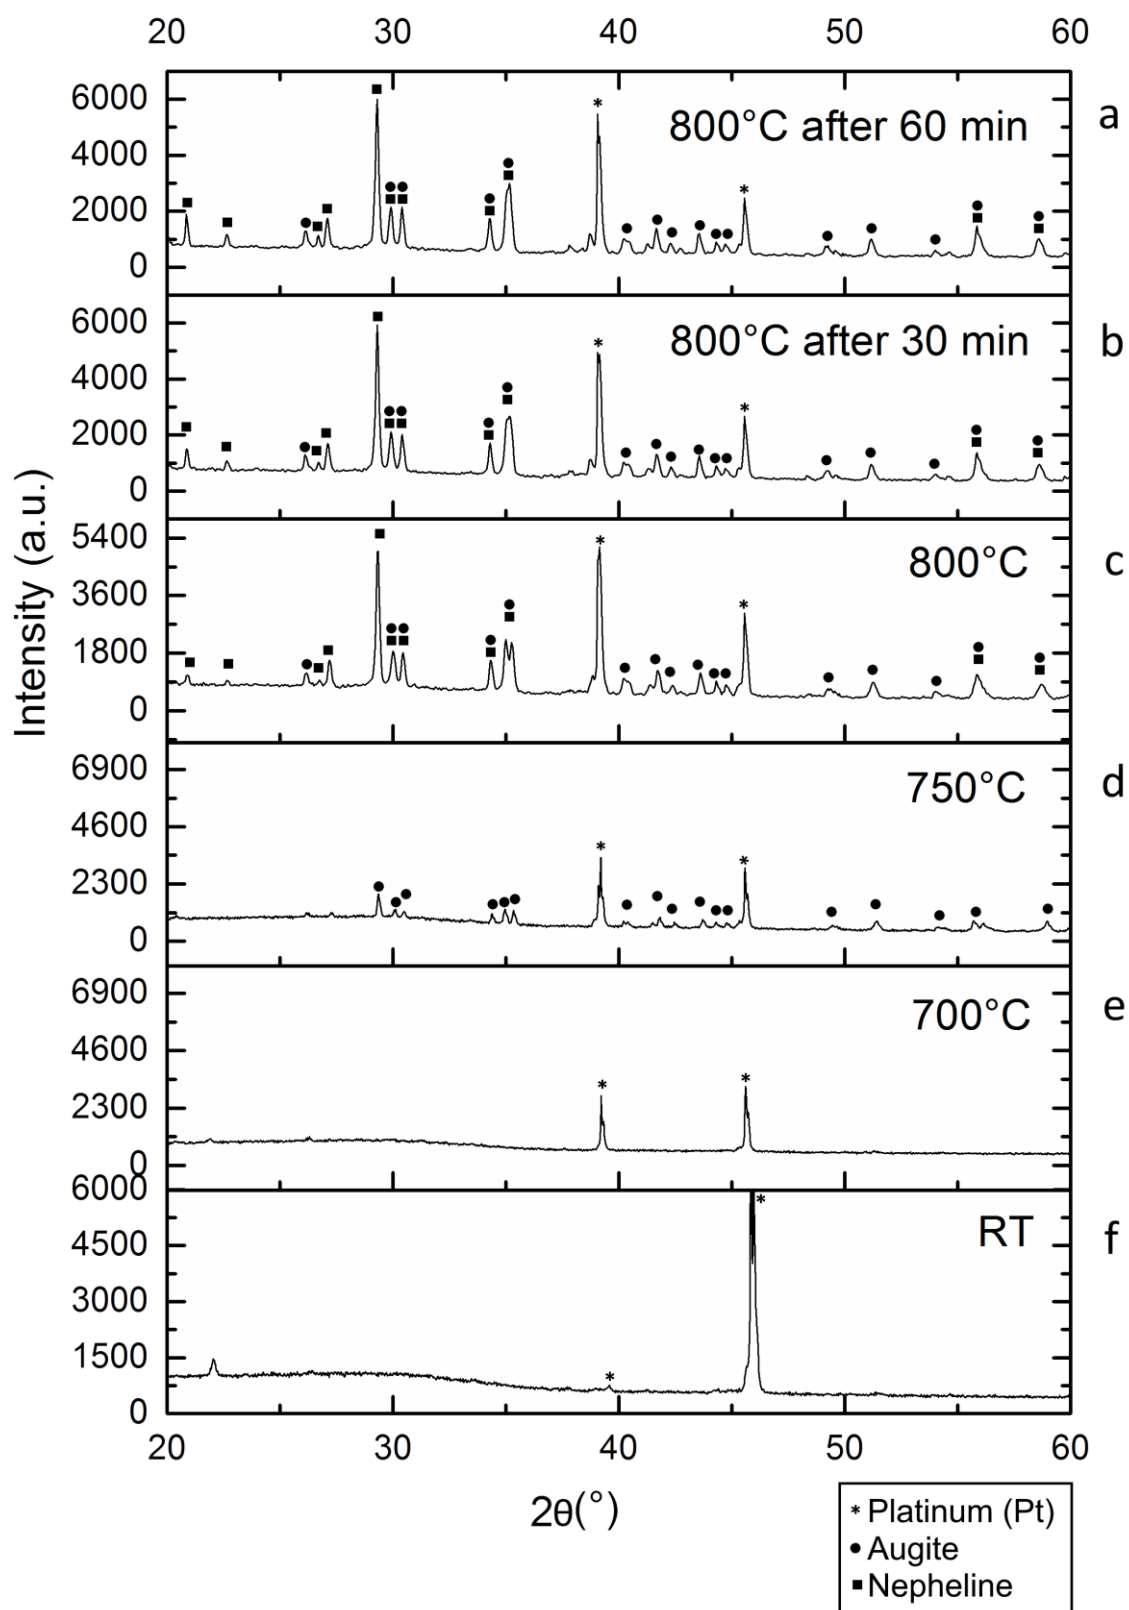 20 30 40 50 60
6000
4000
2000
0
800°C after 60 min
a
6000
4000
2000
0
800°C after 30 min
b
5400
3600
1800
0
800°C
c
6900
4600
2300
0
750°C
d
6900
4600
2300
0
700°C
e
6000
4500
3000
1500
0
RT
f
Intensity (a.u.)
20 30 40 50 60
2θ(°)
* Platinum (Pt)
● Augite
■ Nepheline